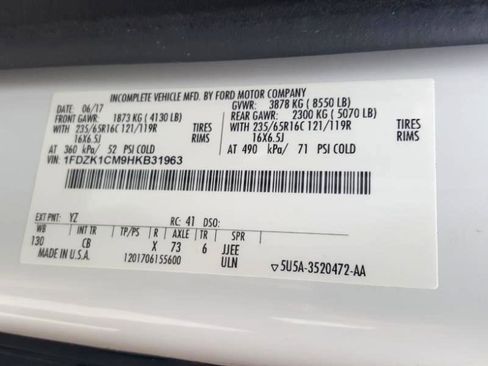 INCOMPLETE VEHICLE MFD. BY FORD MOTOR COMPANY
DATE: 06/17 GVWR: 3878 KG ( 8550 LB)
FRONT GAWR: 1873 KG ( 4130 LB) REAR GAWR: 2300 KG ( 5070 LB)
WITH 235/65R16C 121/119R TIRES WITH 235/65R16C 121/119R TIRES
16X6.5J RIMS 16X6.5J RIMS
AT 360 kPa/ 52 PSI COLD AT 490 kPa/ 71 PSI COLD
VIN: 1FDZK1CM9HKB31963
EXT PNT: YZ RC: 41 DSO:
WB INT TR TP/PS R AXLE TR SPR
130 CB X 73 6 JJEE
MADE IN U.S.A. 1201706155600 ULN ▽5U5A-3520472-AA